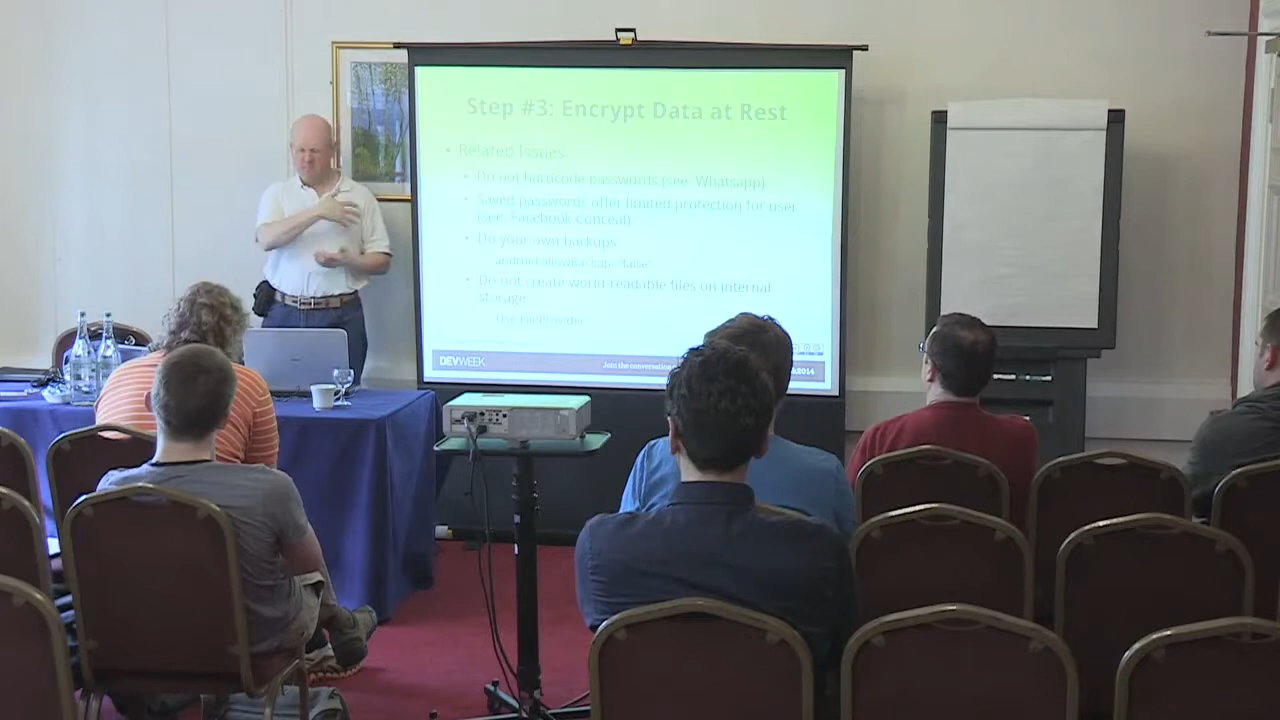 Step #3: Encrypt Data at Rest
• Related Issues
• Do not hardcode passwords (see: Whatsapp)
• Saved passwords offer limited protection for user
(see: Facebook Conceal)
• Do your own backups
android:allowBackup="false"
• Do not create world-readable files on internal
storage
Use FileProvider
DEVWEEK
Join the conversation
2014